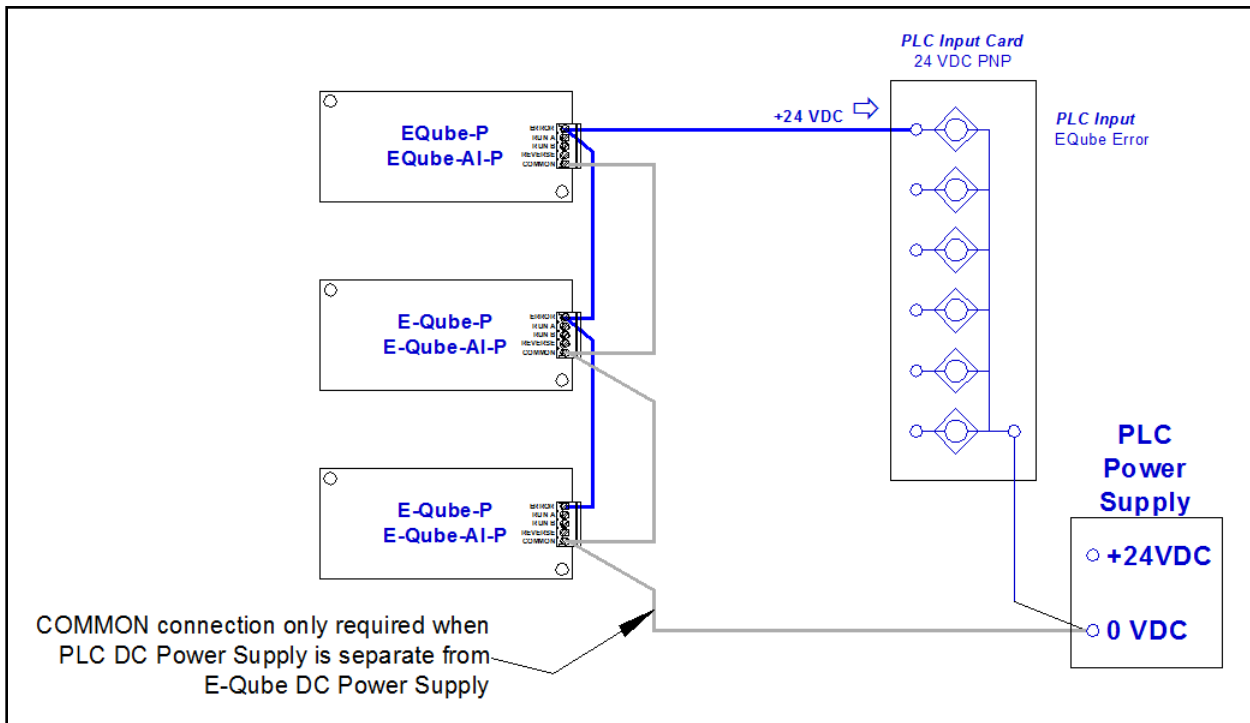 PLC Input Card
24 VDC PNP
+24 VDC
PLC Input
EQube Error
EQube-P
EQube-AI-P
ERROR
RUN A
RUN B
REVERSE
COMMON
E-Qube-P
E-Qube-AI-P
ERROR
RUN A
RUN B
REVERSE
COMMON
E-Qube-P
E-Qube-AI-P
ERROR
RUN A
RUN B
REVERSE
COMMON
PLC
Power
Supply
+24VDC
0 VDC
COMMON connection only required when
PLC DC Power Supply is separate from
E-Qube DC Power Supply